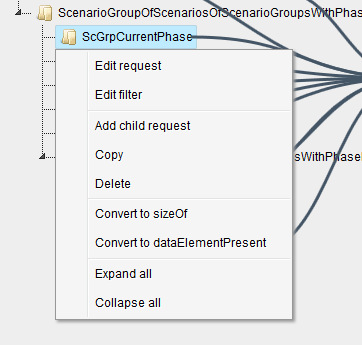 ScenarioGroupOfScenariosOfScenarioGroupsWithPhas
ScGrpCurrentPhase
Edit request
Edit filter
Add child request
Copy
sWithPhase
Delete
Convert to sizeOf
Convert to dataElementPresent
Expand all
Collapse all